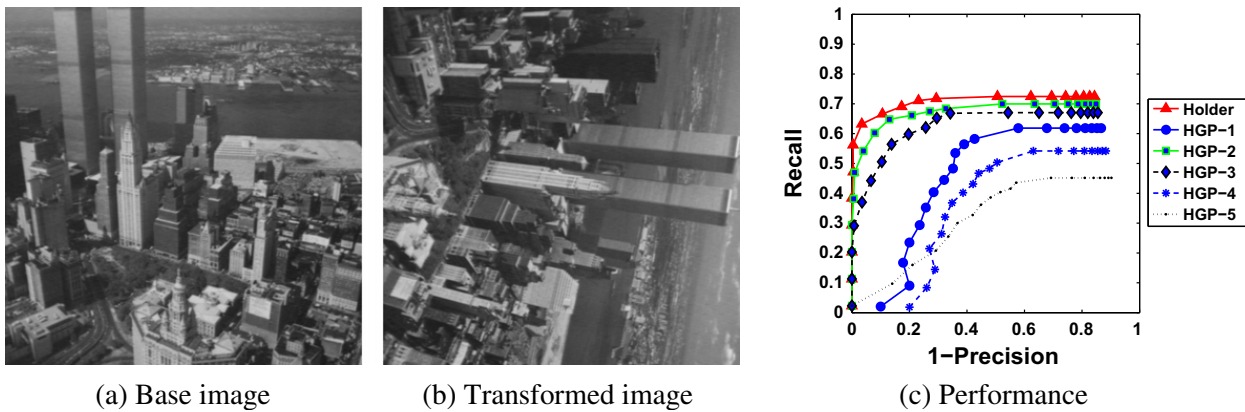 1
0.9
0.8
0.7
0.6
0.5
0.4
0.3
0.2
0.1
0
Recall
0 0.2 0.4 0.6 0.8 1
1−Precision
Holder
HGP−1
HGP−2
HGP−3
HGP−4
HGP−5
(a) Base image
(b) Transformed image
(c) Performance